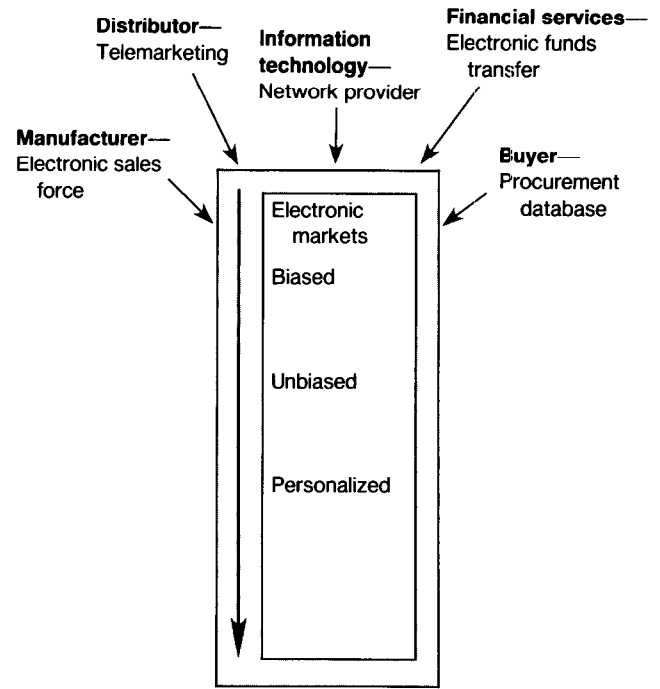 Distributor—
Telemarketing
Information
technology—
Network provider
Financial services—
Electronic funds
transfer
Manufacturer—
Electronic sales
force
Buyer—
Procurement
database
Electronic
markets
Biased
Unbiased
Personalized